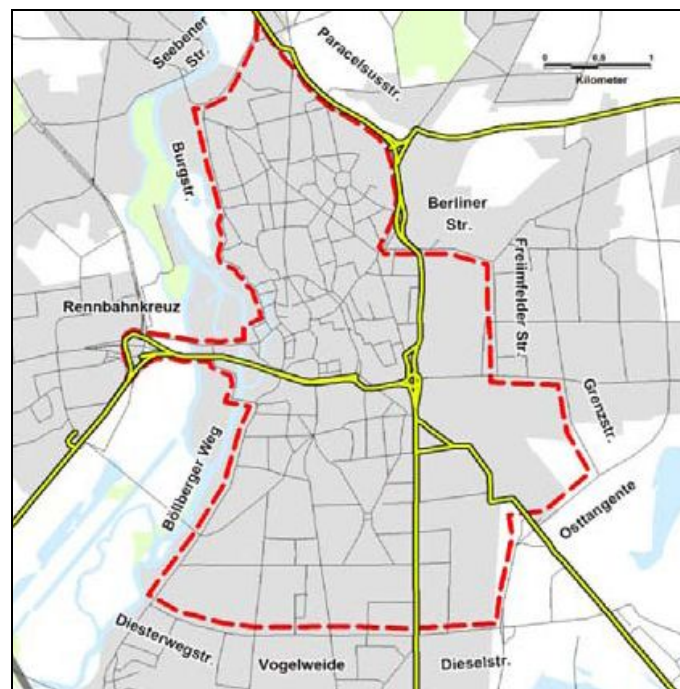 Seebener
Str.
Paracelsusstr.
0 0,5 1
Kilometer
Burgstr.
Berliner
Str.
Freiimfelder Str.
Rennbahnkreuz
Grenzstr.
Böllberger Weg
Osttangente
Diesterwegstr.
Vogelweide
Dieselstr.